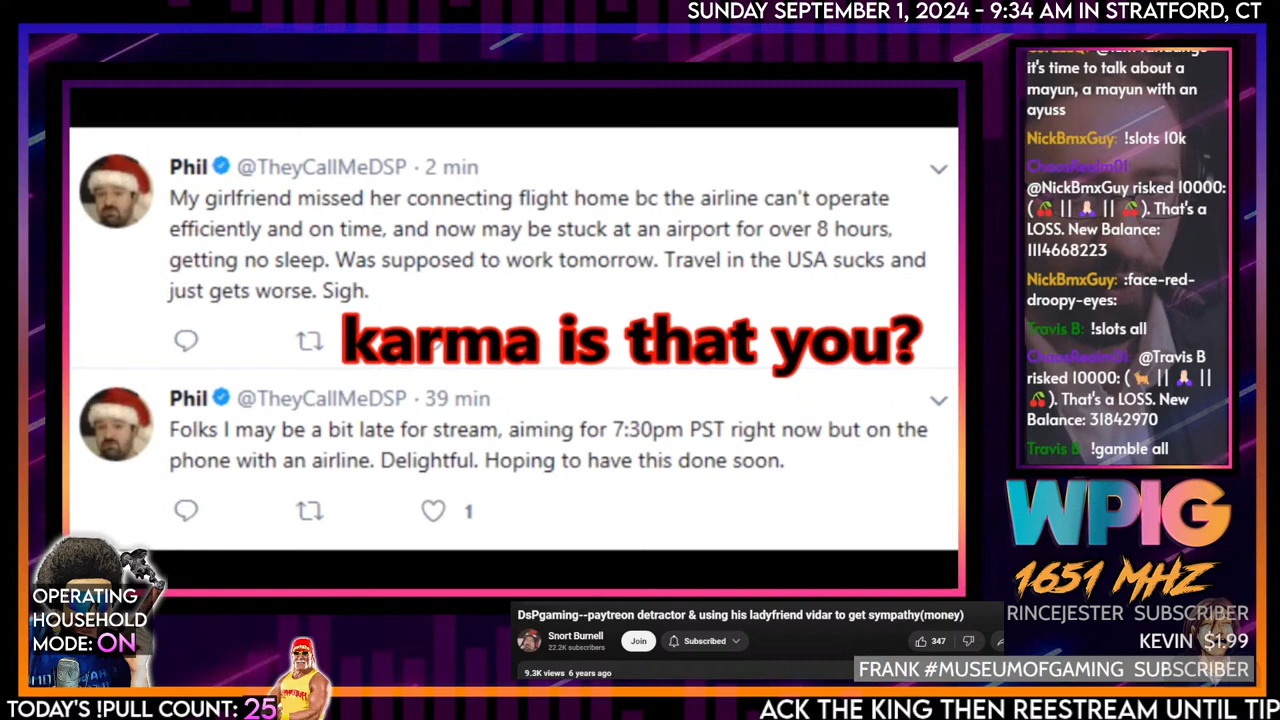 SUNDAY SEPTEMBER 1, 2024 - 9:34 AM IN STRATFORD, CT
Phil @TheyCallMeDSP · 2 min
My girlfriend missed her connecting flight home bc the airline can't operate
efficiently and on time, and now may be stuck at an airport for over 8 hours,
getting no sleep. Was supposed to work tomorrow. Travel in the USA sucks and
just gets worse. Sigh.
karma is that you?
Phil @TheyCallMeDSP · 39 min
Folks I may be a bit late for stream, aiming for 7:30pm PST right now but on the
phone with an airline. Delightful. Hoping to have this done soon.
1
it's time to talk about a
mayun, a mayun with an
ayuss
NickBmxGuy: !slots 10k
ChaosRealm01:
@NickBmxGuy risked 10000:
( || || ). That's a
LOSS. New Balance:
1114668223
NickBmxGuy: :face-red-
droopy-eyes:
Travis B: !slots all
ChaosRealm01: @Travis B
risked 10000: ( || ||
). That's a LOSS. New
Balance: 31842970
Travis B: !gamble all
WPIG
1651 MHZ
RINCEJESTER SUBSCRIBER
KEVIN $1.99
FRANK #MUSEUMOFGAMING SUBSCRIBER
OPERATING
HOUSEHOLD
MODE: ON
DsPgaming--paytreon detractor & using his ladyfriend vidar to get sympathy(money)
Snort Burnell
22.2K subscribers
Join
Subscribed
347
9.3K views 6 years ago
TODAY'S !PULL COUNT: 25
ACK THE KING THEN REESTREAM UNTIL TIP